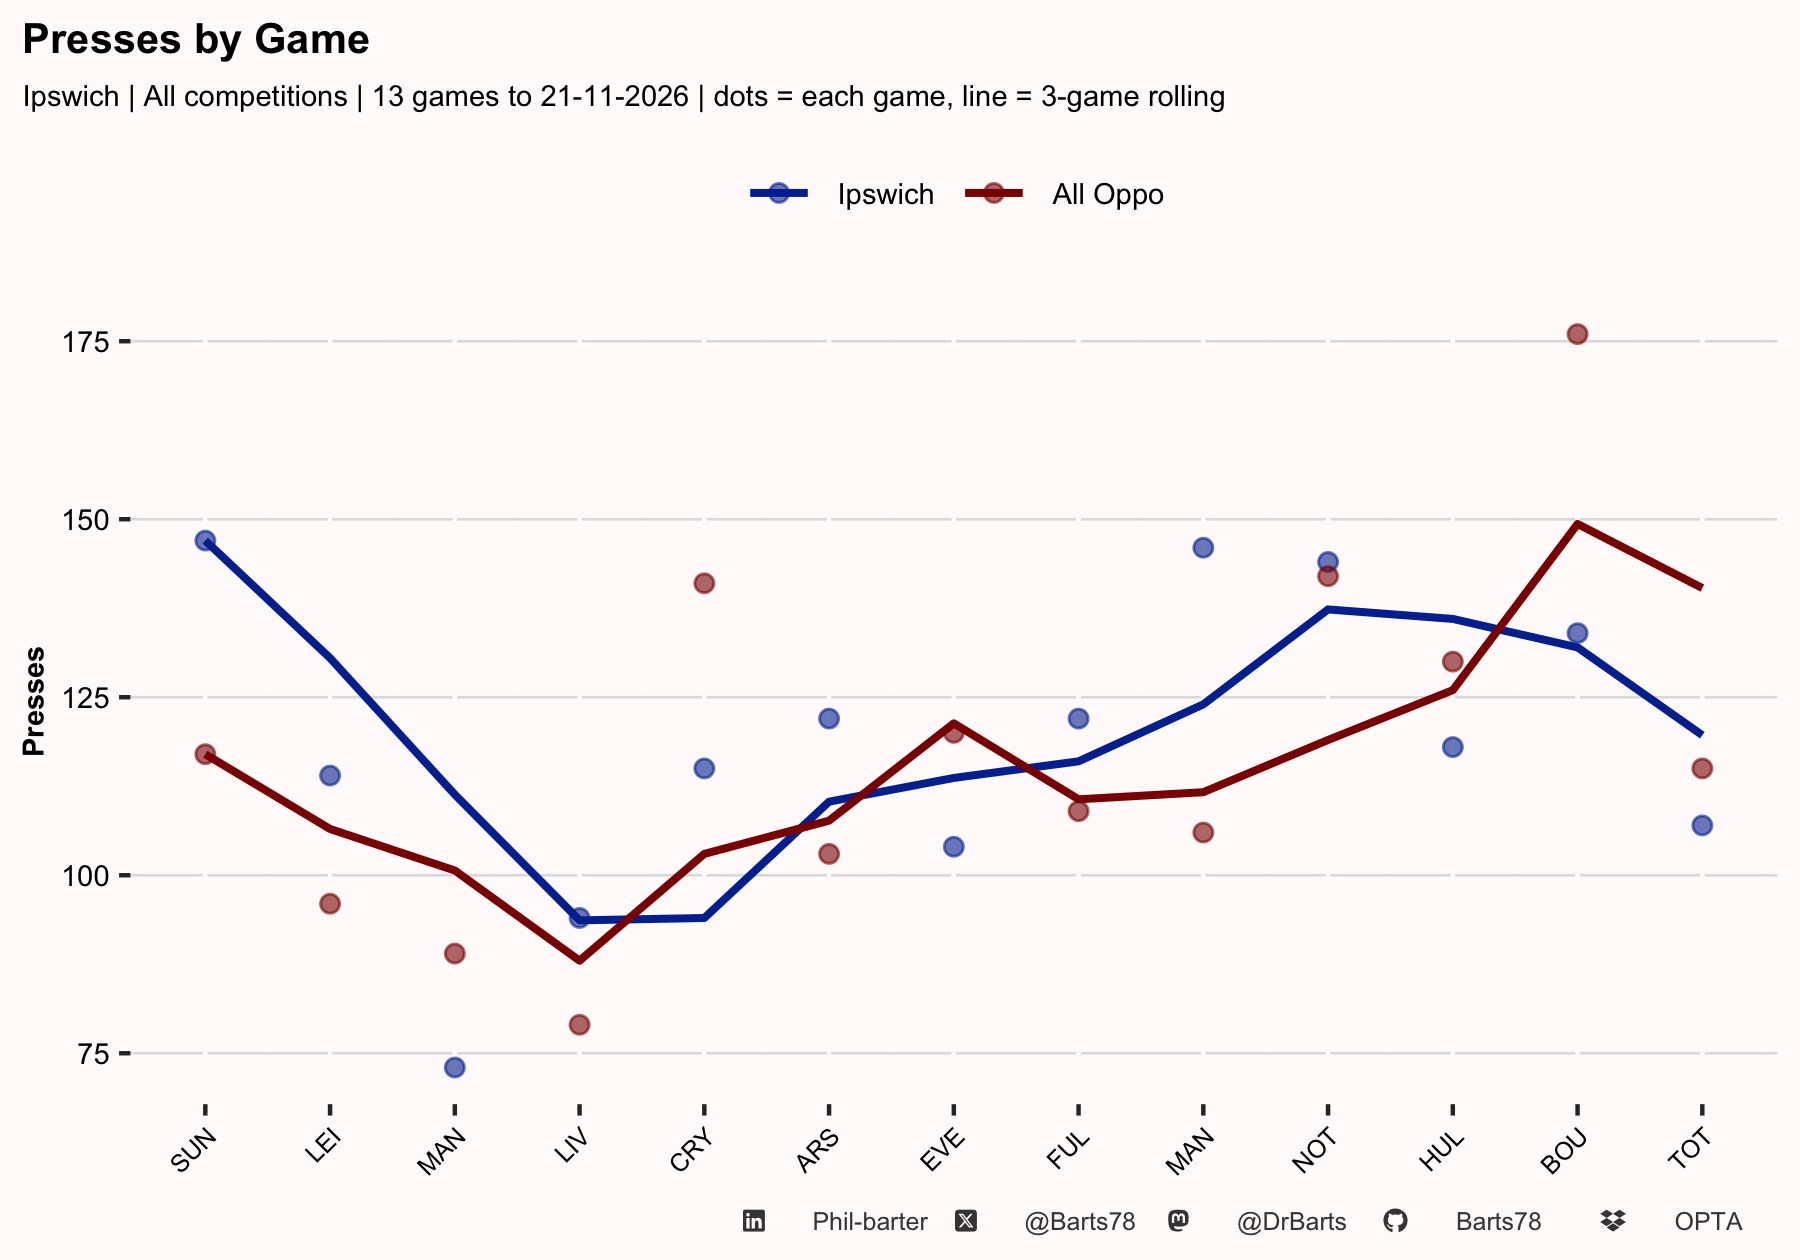 Presses by Game
Ipswich | All competitions | 13 games to 21-11-2026 | dots = each game, line = 3-game rolling
Ipswich All Oppo
Presses
175
150
125
100
75
SUN LEI MAN LIV CRY ARS EVE FUL MAN NOT HUL BOU TOT
Phil-barter @Barts78 @DrBarts Barts78 OPTA